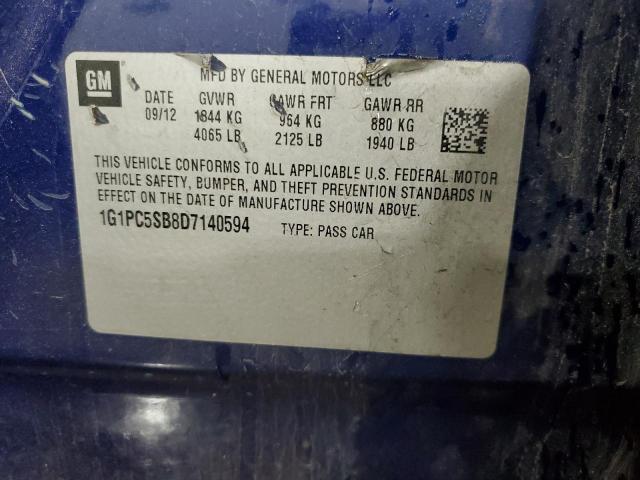 GM
MFD BY GENERAL MOTORS LLC
DATE GVWR GAWR FRT GAWR RR
09/12 1844 KG 964 KG 880 KG
4065 LB 2125 LB 1940 LB
THIS VEHICLE CONFORMS TO ALL APPLICABLE U.S. FEDERAL MOTOR
VEHICLE SAFETY, BUMPER, AND THEFT PREVENTION STANDARDS IN
EFFECT ON THE DATE OF MANUFACTURE SHOWN ABOVE.
1G1PC5SB8D7140594 TYPE: PASS CAR